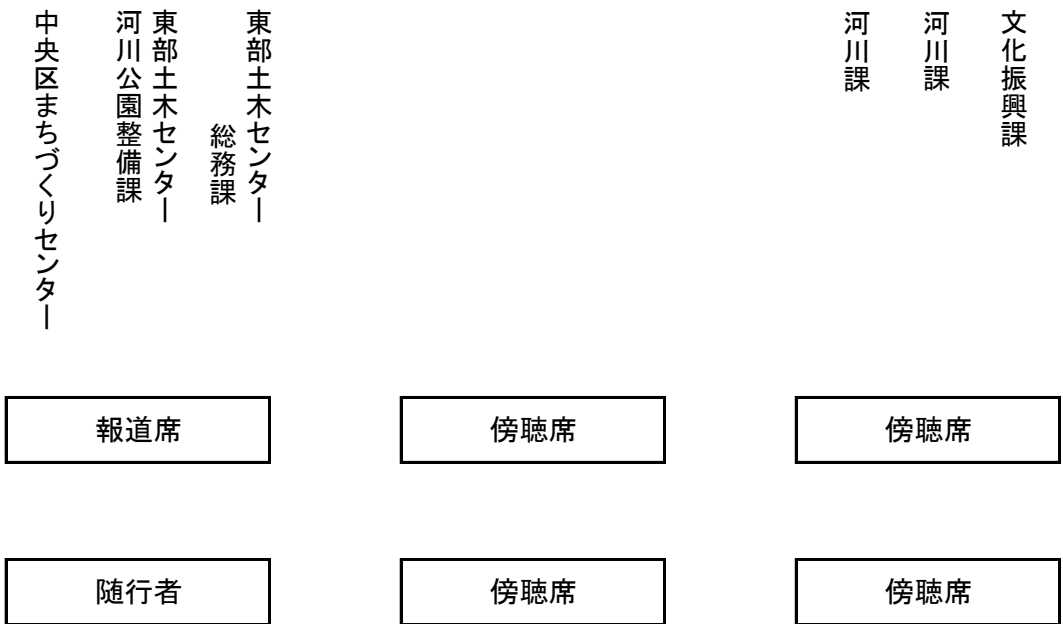 文化振興課
河川課
河川課
東部土木センター
総務課
東部土木センター
河川公園整備課
中央区まちづくりセンター
報道席
傍聴席
傍聴席
随行者
傍聴席
傍聴席